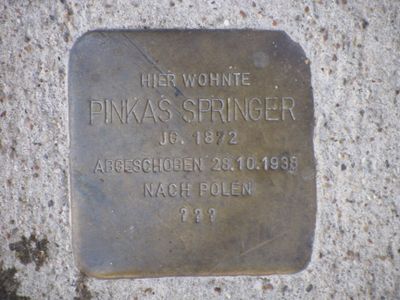 HIER WOHNTE
PINKAS SPRINGER
JG. 1872
ABGESCHOBEN 28.10.1938
NACH POLEN
???